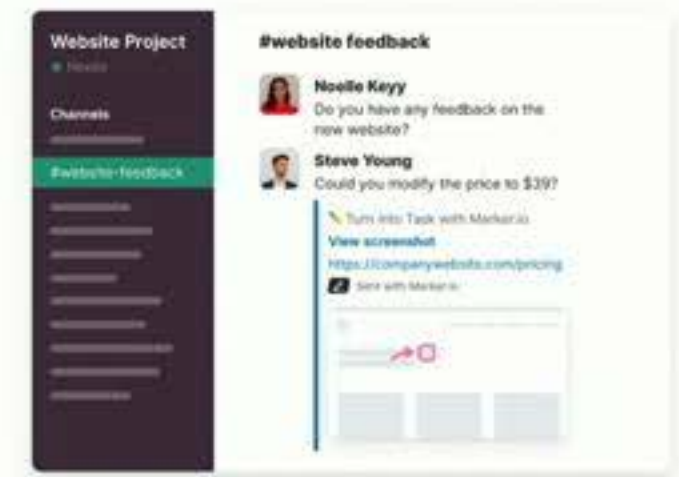 Website Project
Noelle
Channels
#website-feedback
#website feedback
Noelle Keyy
Do you have any feedback on the
new website?
Steve Young
Could you modify the price to $39?
Turn into Task with Marker.io
View screenshot
https://companywebsite.com/pricing
Sent with Marker.io